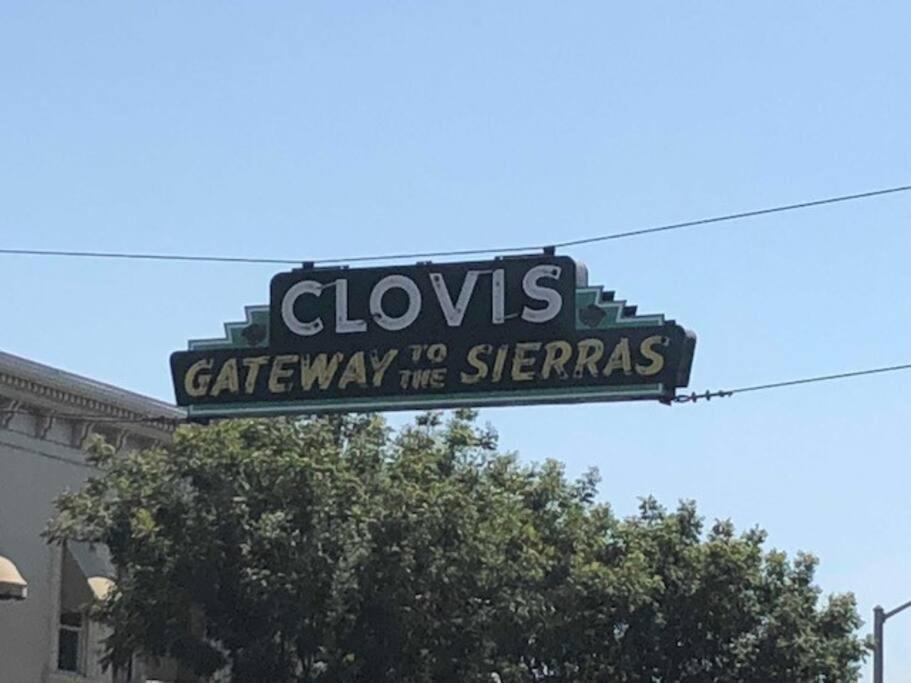 CLOVIS
GATEWAY TO THE SIERRAS